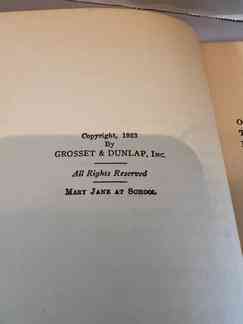 Copyright, 1923
By
GROSSET & DUNLAP, Inc.
All Rights Reserved
Mary Jane at School